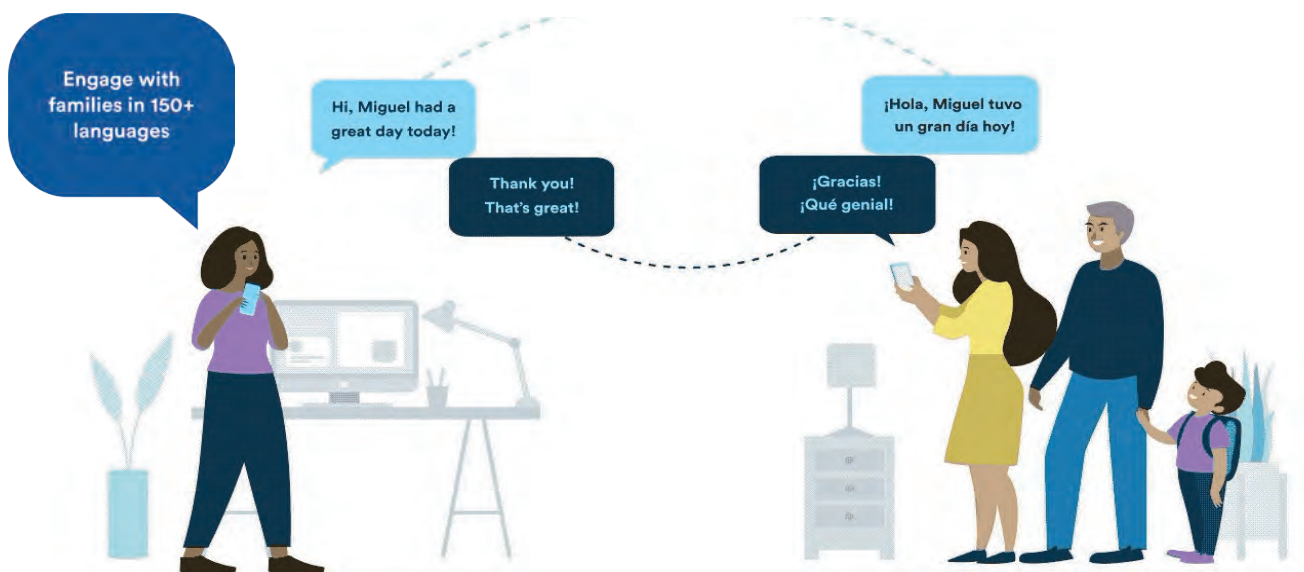 Engage with
families in 150+
languages
Hi, Miguel had a
great day today!
Thank you!
That's great!
¡Hola, Miguel tuvo
un gran día hoy!
¡Gracias!
¡Qué genial!